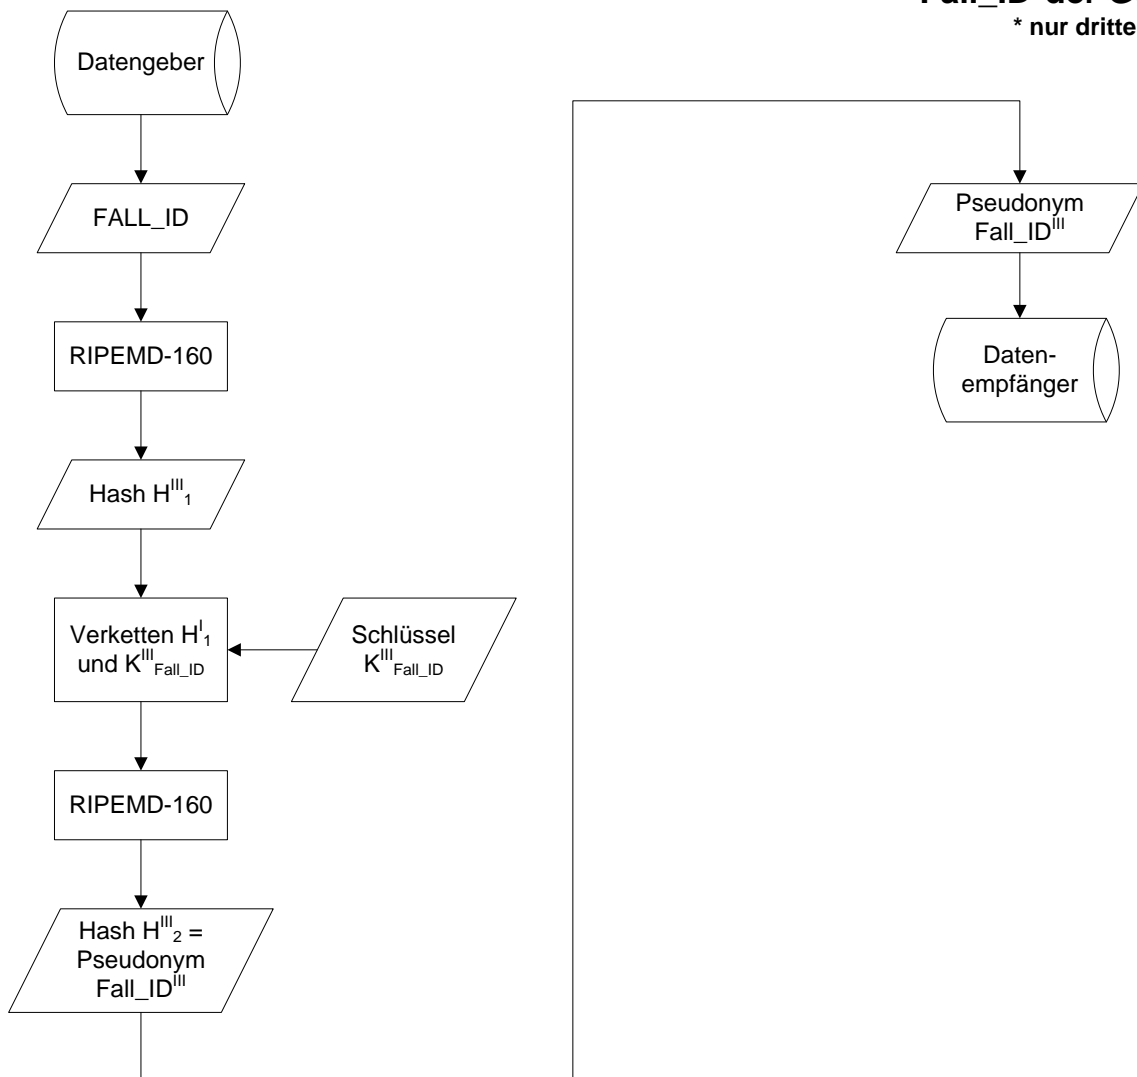 Fall_ID der
* nur dritte
Datengeber
FALL_ID
RIPEMD-160
Hash H^III_1
Verketten H^I_1
und K^III_Fall_ID
Schlüssel
K^III_Fall_ID
RIPEMD-160
Hash H^III_2 =
Pseudonym
Fall_ID^III
Pseudonym
Fall_ID^III
Daten-
empfänger